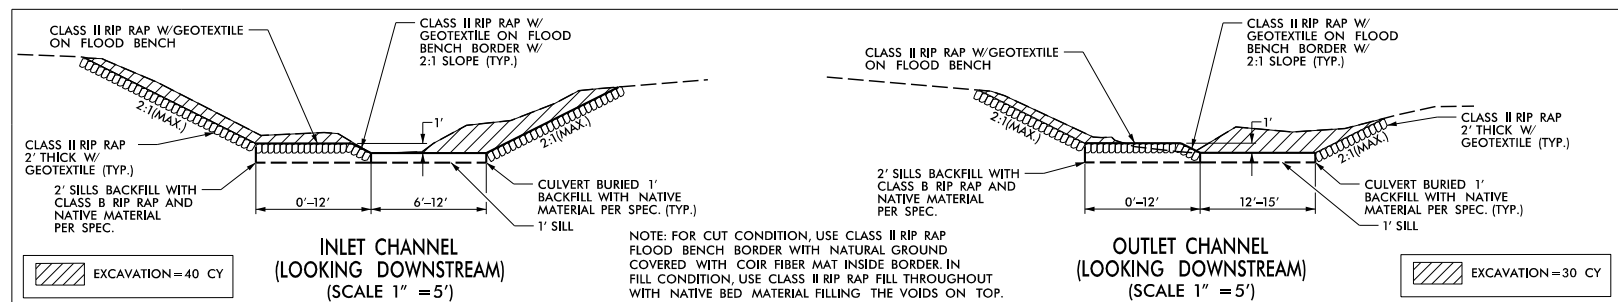 CLASS II RIP RAP W/GEOTEXTILE
ON FLOOD BENCH
CLASS II RIP RAP W/
GEOTEXTILE ON FLOOD
BENCH BORDER W/
2:1 SLOPE (TYP.)
2:1(MAX.)
1'
2:1(MAX.)
CLASS II RIP RAP
2' THICK W/
GEOTEXTILE (TYP.)
2' SILLS BACKFILL WITH
CLASS B RIP RAP AND
NATIVE MATERIAL
PER SPEC.
0'-12'
6'-12'
CULVERT BURIED 1'
BACKFILL WITH NATIVE
MATERIAL PER SPEC. (TYP.)
1' SILL
INLET CHANNEL
(LOOKING DOWNSTREAM)
(SCALE 1" =5')
EXCAVATION=40 CY
NOTE: FOR CUT CONDITION, USE CLASS II RIP RAP
FLOOD BENCH BORDER WITH NATURAL GROUND
COVERED WITH COIR FIBER MAT INSIDE BORDER. IN
FILL CONDITION, USE CLASS II RIP RAP FILL THROUGHOUT
WITH NATIVE BED MATERIAL FILLING THE VOIDS ON TOP.
CLASS II RIP RAP W/GEOTEXTILE
ON FLOOD BENCH
CLASS II RIP RAP W/
GEOTEXTILE ON FLOOD
BENCH BORDER W/
2:1 SLOPE (TYP.)
2:1(MAX.)
1'
2:1(MAX.)
CLASS II RIP RAP
2' THICK W/
GEOTEXTILE (TYP.)
2' SILLS BACKFILL WITH
CLASS B RIP RAP AND
NATIVE MATERIAL
PER SPEC.
0'-12'
12'-15'
CULVERT BURIED 1'
BACKFILL WITH NATIVE
MATERIAL PER SPEC. (TYP.)
1' SILL
OUTLET CHANNEL
(LOOKING DOWNSTREAM)
(SCALE 1" =5')
EXCAVATION=30 CY